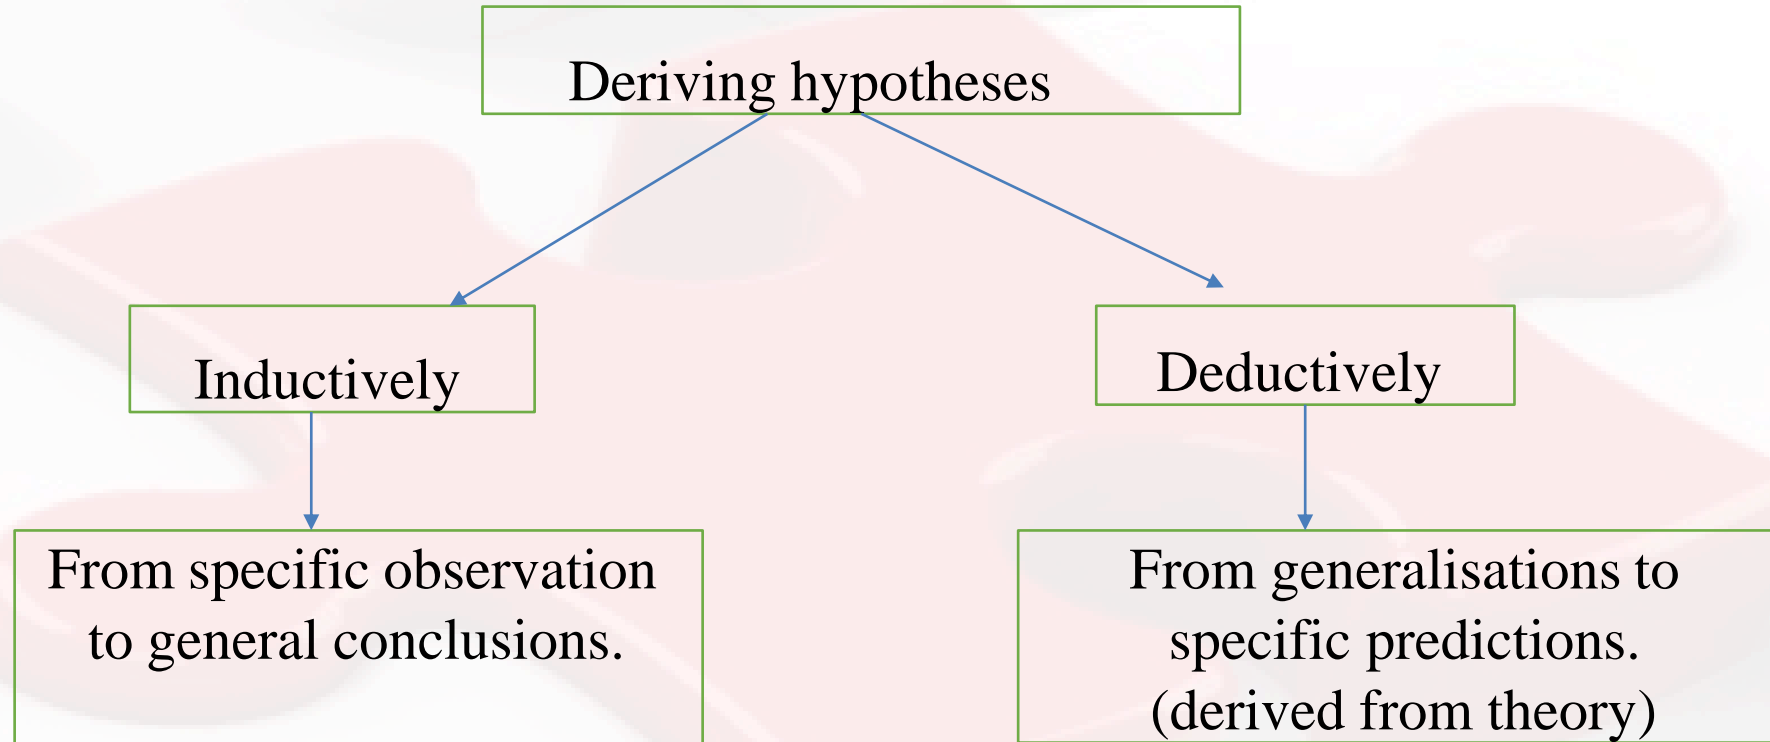 Deriving hypotheses
Inductively
Deductively
From specific observation
to general conclusions.
From generalisations to
specific predictions.
(derived from theory)